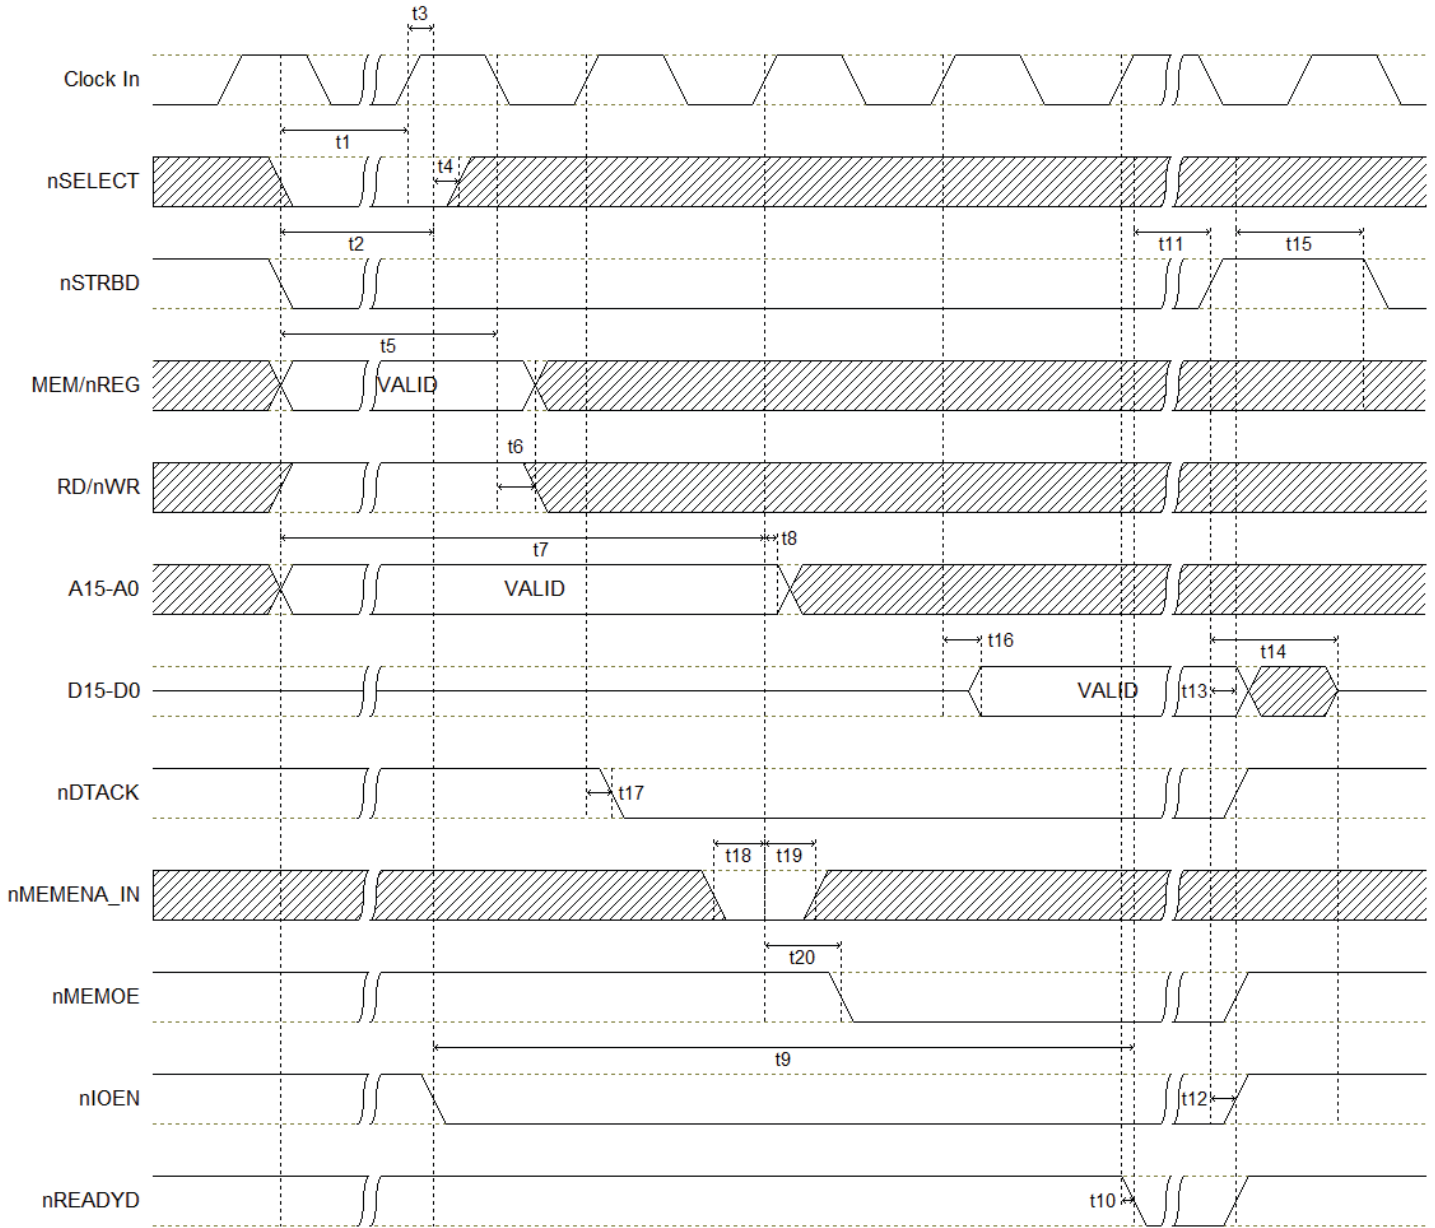 t3
Clock In
t1
nSELECT
t4
t2
t11
t15
nSTRBD
t5
MEM/nREG
VALID
t6
RD/nWR
t7
t8
A15-A0
VALID
t16
t14
D15-D0
VALID
t13
nDTACK
t17
t18
t19
nMEMENA_IN
t20
nMEMOE
t9
nIOEN
t12
nREADYD
t10